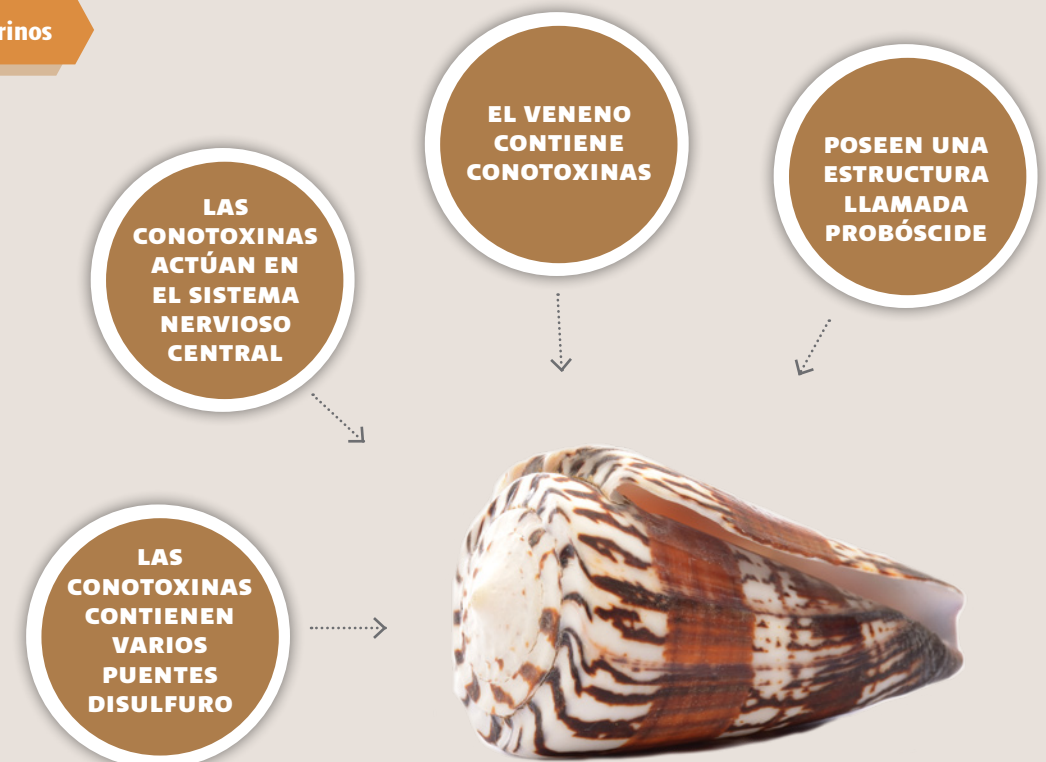 rinos
EL VENENO
CONTIENE
CONOTOXINAS
POSEEN UNA
ESTRUCTURA
LLAMADA
PROBÓSCIDE
LAS
CONOTOXINAS
ACTÚAN EN
EL SISTEMA
NERVIOSO
CENTRAL
LAS
CONOTOXINAS
CONTIENEN
VARIOS
PUENTES
DISULFURO